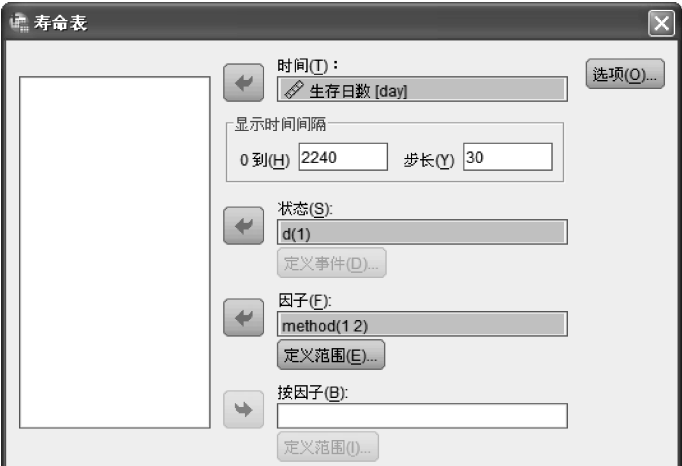 寿命表
时间(T)：
选项(O)...
生存日数 [day]
显示时间间隔
0 到(H) 2240 步长(Y) 30
状态(S):
d(1)
定义事件(D)...
因子(F):
method(1 2)
定义范围(E)...
按因子(B):
定义范围(I)...